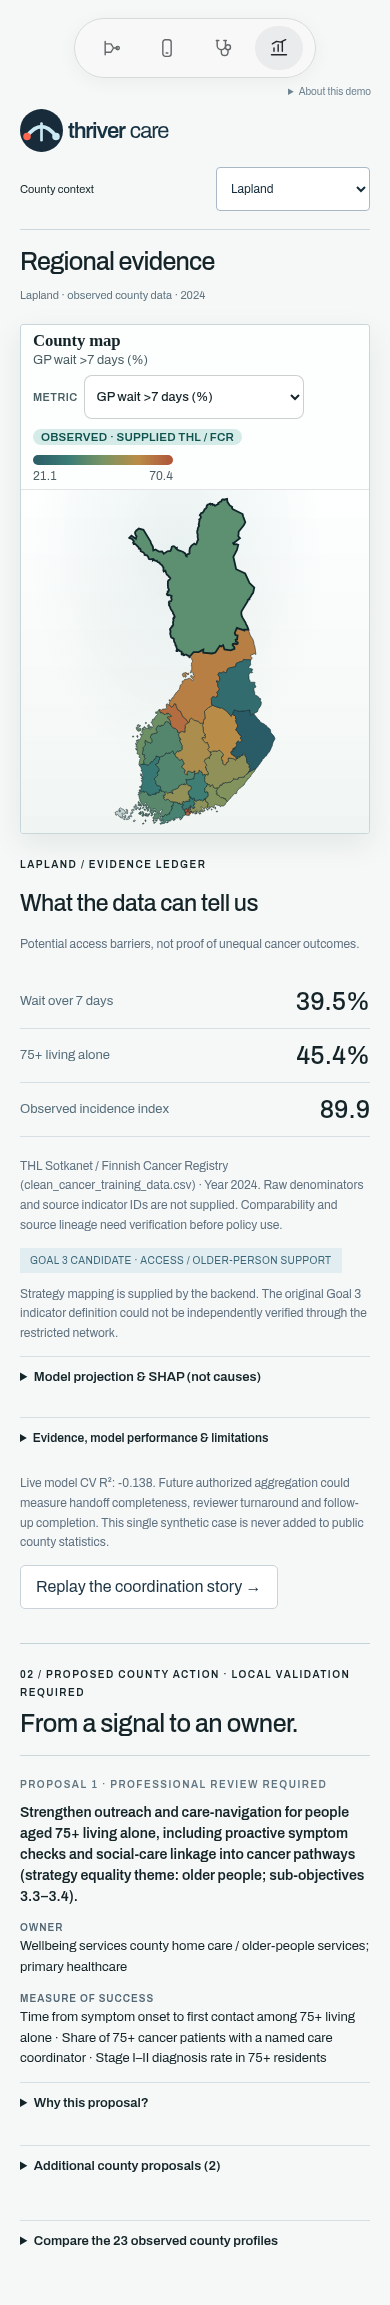 About this demo
thriver care
County context
Lapland
Regional evidence
Lapland · observed county data · 2024
County map
GP wait >7 days (%)
METRIC
GP wait >7 days (%)
OBSERVED · SUPPLIED THL / FCR
21.1
70.4
LAPLAND / EVIDENCE LEDGER
What the data can tell us
Potential access barriers, not proof of unequal cancer outcomes.
Wait over 7 days
39.5%
75+ living alone
45.4%
Observed incidence index
89.9
THL Sotkanet / Finnish Cancer Registry
(clean_cancer_training_data.csv) · Year 2024. Raw denominators
and source indicator IDs are not supplied. Comparability and
source lineage need verification before policy use.
GOAL 3 CANDIDATE · ACCESS / OLDER-PERSON SUPPORT
Strategy mapping is supplied by the backend. The original Goal 3
indicator definition could not be independently verified through the
restricted network.
Model projection & SHAP (not causes)
Evidence, model performance & limitations
Live model CV R²: -0.138. Future authorized aggregation could
measure handoff completeness, reviewer turnaround and follow-
up completion. This single synthetic case is never added to public
county statistics.
Replay the coordination story →
02 / PROPOSED COUNTY ACTION · LOCAL VALIDATION
REQUIRED
From a signal to an owner.
PROPOSAL 1 · PROFESSIONAL REVIEW REQUIRED
Strengthen outreach and care-navigation for people
aged 75+ living alone, including proactive symptom
checks and social-care linkage into cancer pathways
(strategy equality theme: older people; sub-objectives
3.3–3.4).
OWNER
Wellbeing services county home care / older-people services;
primary healthcare
MEASURE OF SUCCESS
Time from symptom onset to first contact among 75+ living
alone · Share of 75+ cancer patients with a named care
coordinator · Stage I–II diagnosis rate in 75+ residents
Why this proposal?
Additional county proposals (2)
Compare the 23 observed county profiles